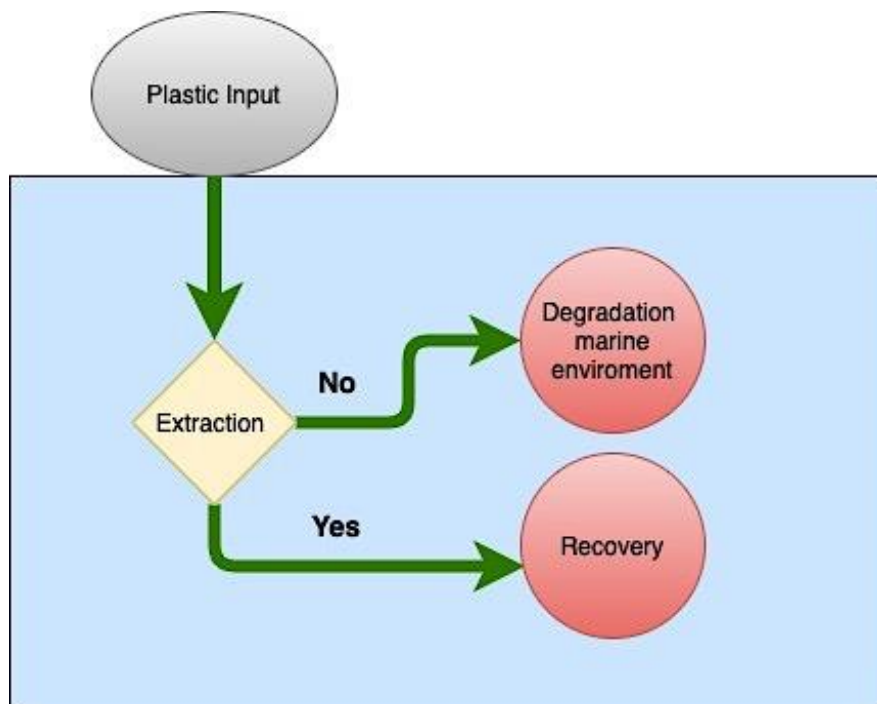 Plastic Input
Degradation
marine
enviroment
No
Extraction
Yes
Recovery